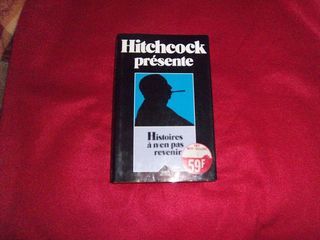 Hitchcock
présente
Histoires
à n'en pas
revenir
59F